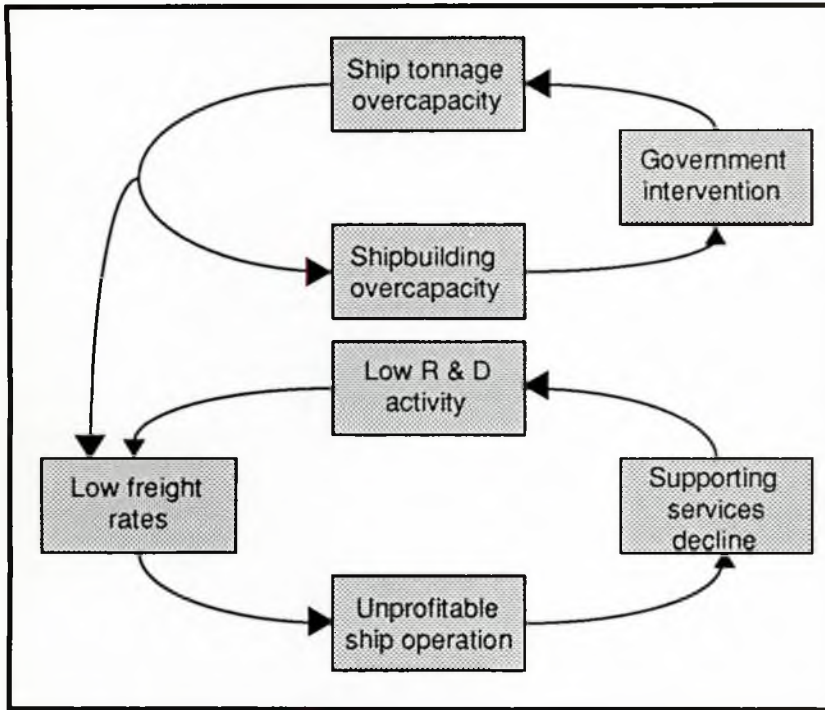 Ship tonnage
overcapacity
Government
intervention
Shipbuilding
overcapacity
Low R & D
activity
Low freight
rates
Supporting
services
decline
Unprofitable
ship operation